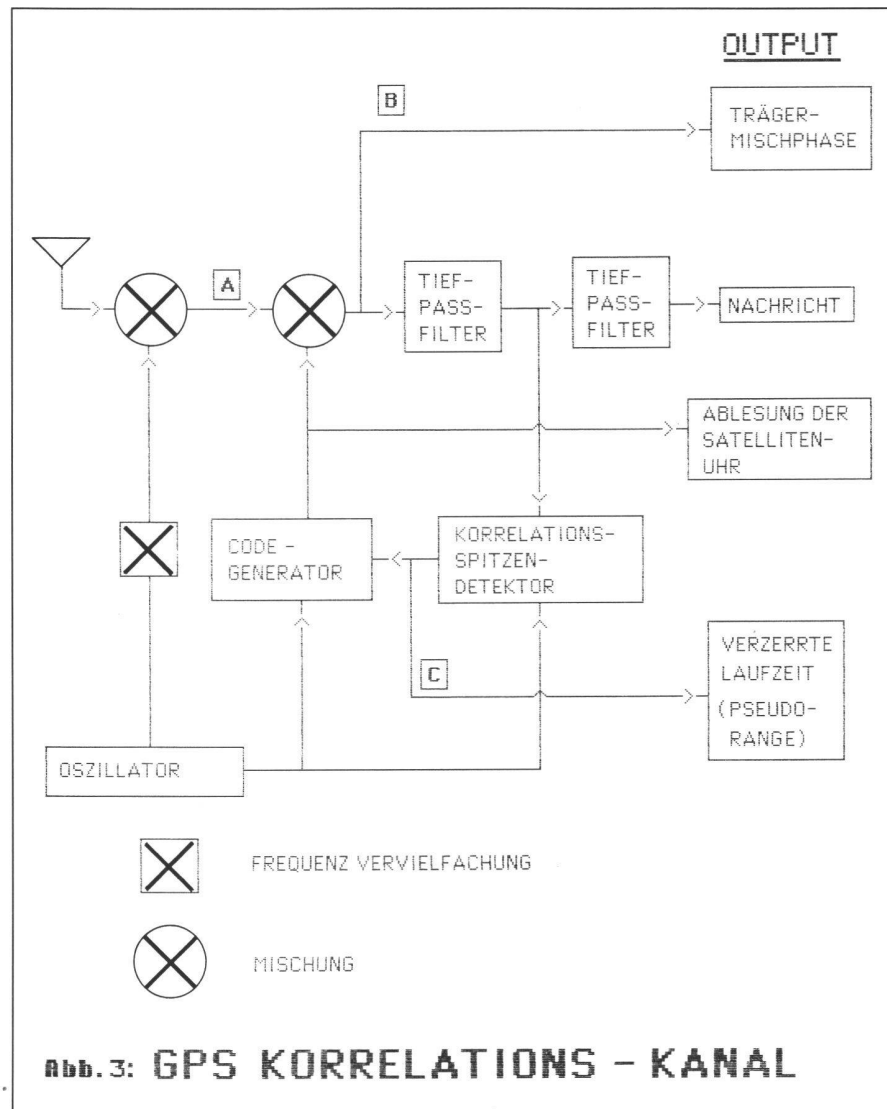 OUTPUT
B
TRÄGER-
MISCHPHASE
A
TIEF-
PASS-
FILTER
TIEF-
PASS-
FILTER
NACHRICHT
ABLESUNG DER
SATELLITEN-
UHR
CODE -
GENERATOR
KORRELATIONS-
SPITZEN-
DETEKTOR
C
VERZERRTE
LAUFZEIT
(PSEUDO-
RANGE)
OSZILLATOR
FREQUENZ VERVIELFACHUNG
MISCHUNG
Abb.3: GPS KORRELATIONS - KANAL